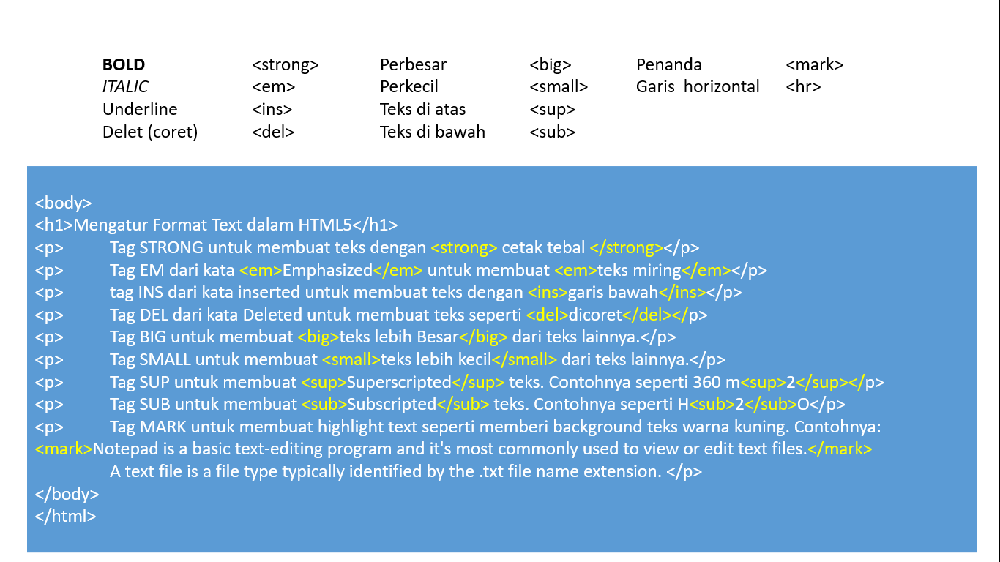 BOLD <strong> Perbesar <big> Penanda <mark>
ITALIC <em> Perkecil <small> Garis horizontal <hr>
Underline <ins> Teks di atas <sup>
Delet (coret) <del> Teks di bawah <sub>
<body>
<h1>Mengatur Format Text dalam HTML5</h1>
<p> Tag STRONG untuk membuat teks dengan <strong> cetak tebal </strong></p>
<p> Tag EM dari kata <em>Emphasized</em> untuk membuat <em>teks miring</em></p>
<p> tag INS dari kata inserted untuk membuat teks dengan <ins>garis bawah</ins></p>
<p> Tag DEL dari kata Deleted untuk membuat teks seperti <del>dicoret</del></p>
<p> Tag BIG untuk membuat <big>teks lebih Besar</big> dari teks lainnya.</p>
<p> Tag SMALL untuk membuat <small>teks lebih kecil</small> dari teks lainnya.</p>
<p> Tag SUP untuk membuat <sup>Superscripted</sup> teks. Contohnya seperti 360 m<sup>2</sup></p>
<p> Tag SUB untuk membuat <sub>Subscripted</sub> teks. Contohnya seperti H<sub>2</sub>O</p>
<p> Tag MARK untuk membuat highlight text seperti memberi background teks warna kuning. Contohnya:
<mark>Notepad is a basic text-editing program and it's most commonly used to view or edit text files.</mark>
A text file is a file type typically identified by the .txt file name extension. </p>
</body>
</html>